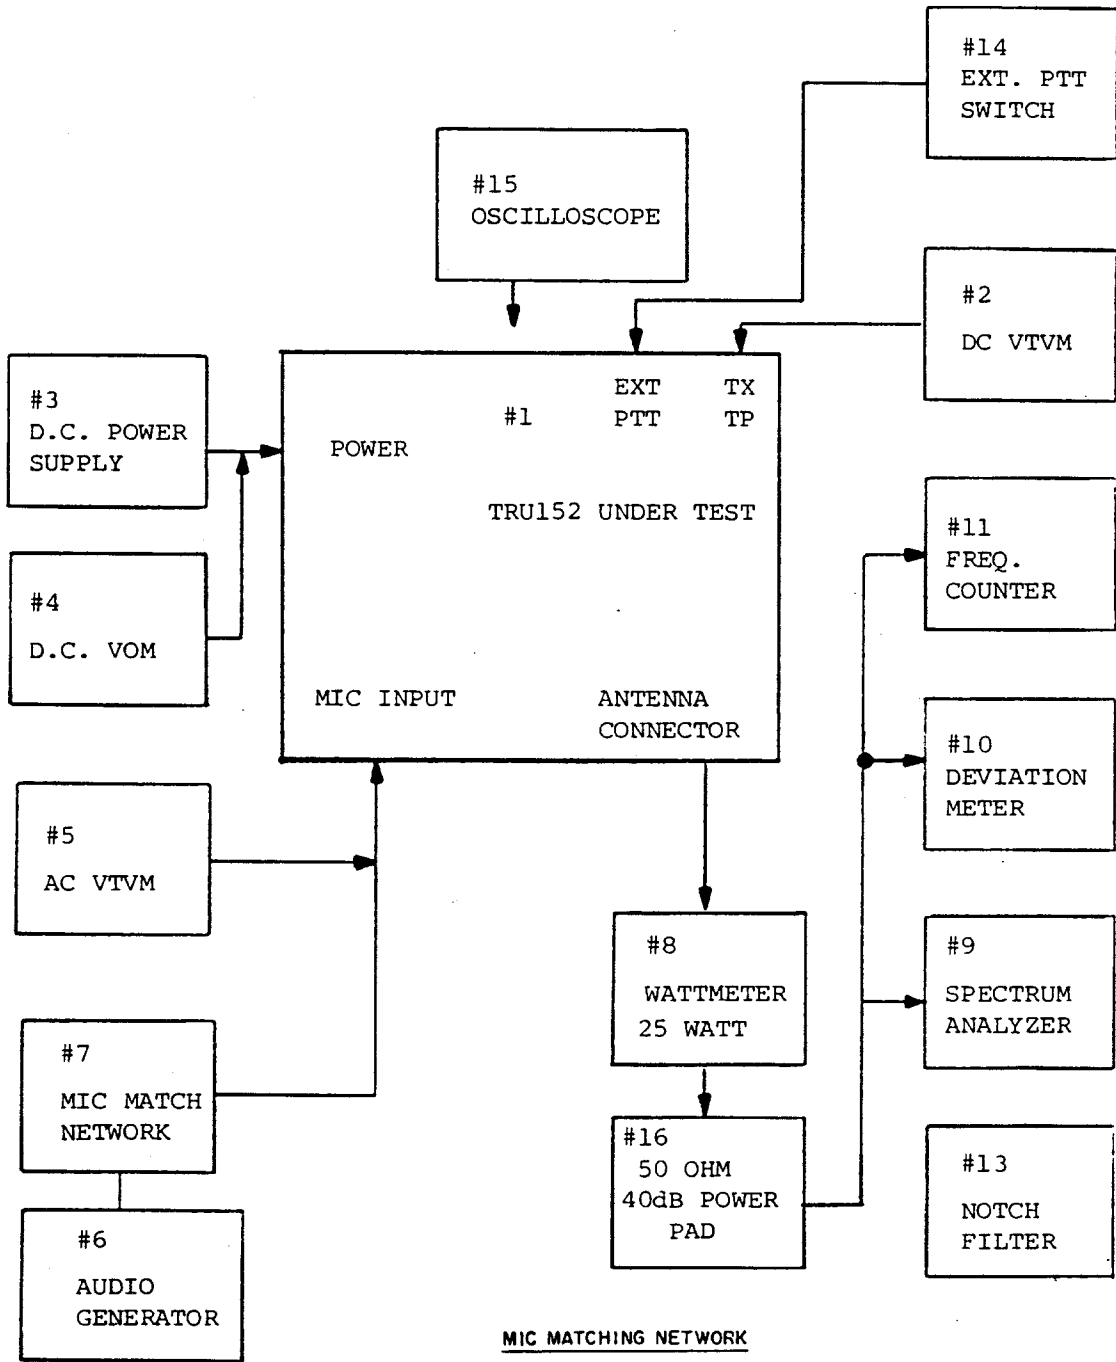 #14
EXT. PTT
SWITCH
#15
OSCILLOSCOPE
#2
DC VTVM
#3
D.C. POWER
SUPPLY
#1
EXT
PTT
TX
TP
POWER
TRU152 UNDER TEST
MIC INPUT
ANTENNA
CONNECTOR
#4
D.C. VOM
#11
FREQ.
COUNTER
#10
DEVIATION
METER
#5
AC VTVM
#8
WATTMETER
25 WATT
#9
SPECTRUM
ANALYZER
#7
MIC MATCH
NETWORK
#16
50 OHM
40dB POWER
PAD
#13
NOTCH
FILTER
#6
AUDIO
GENERATOR
MIC MATCHING NETWORK